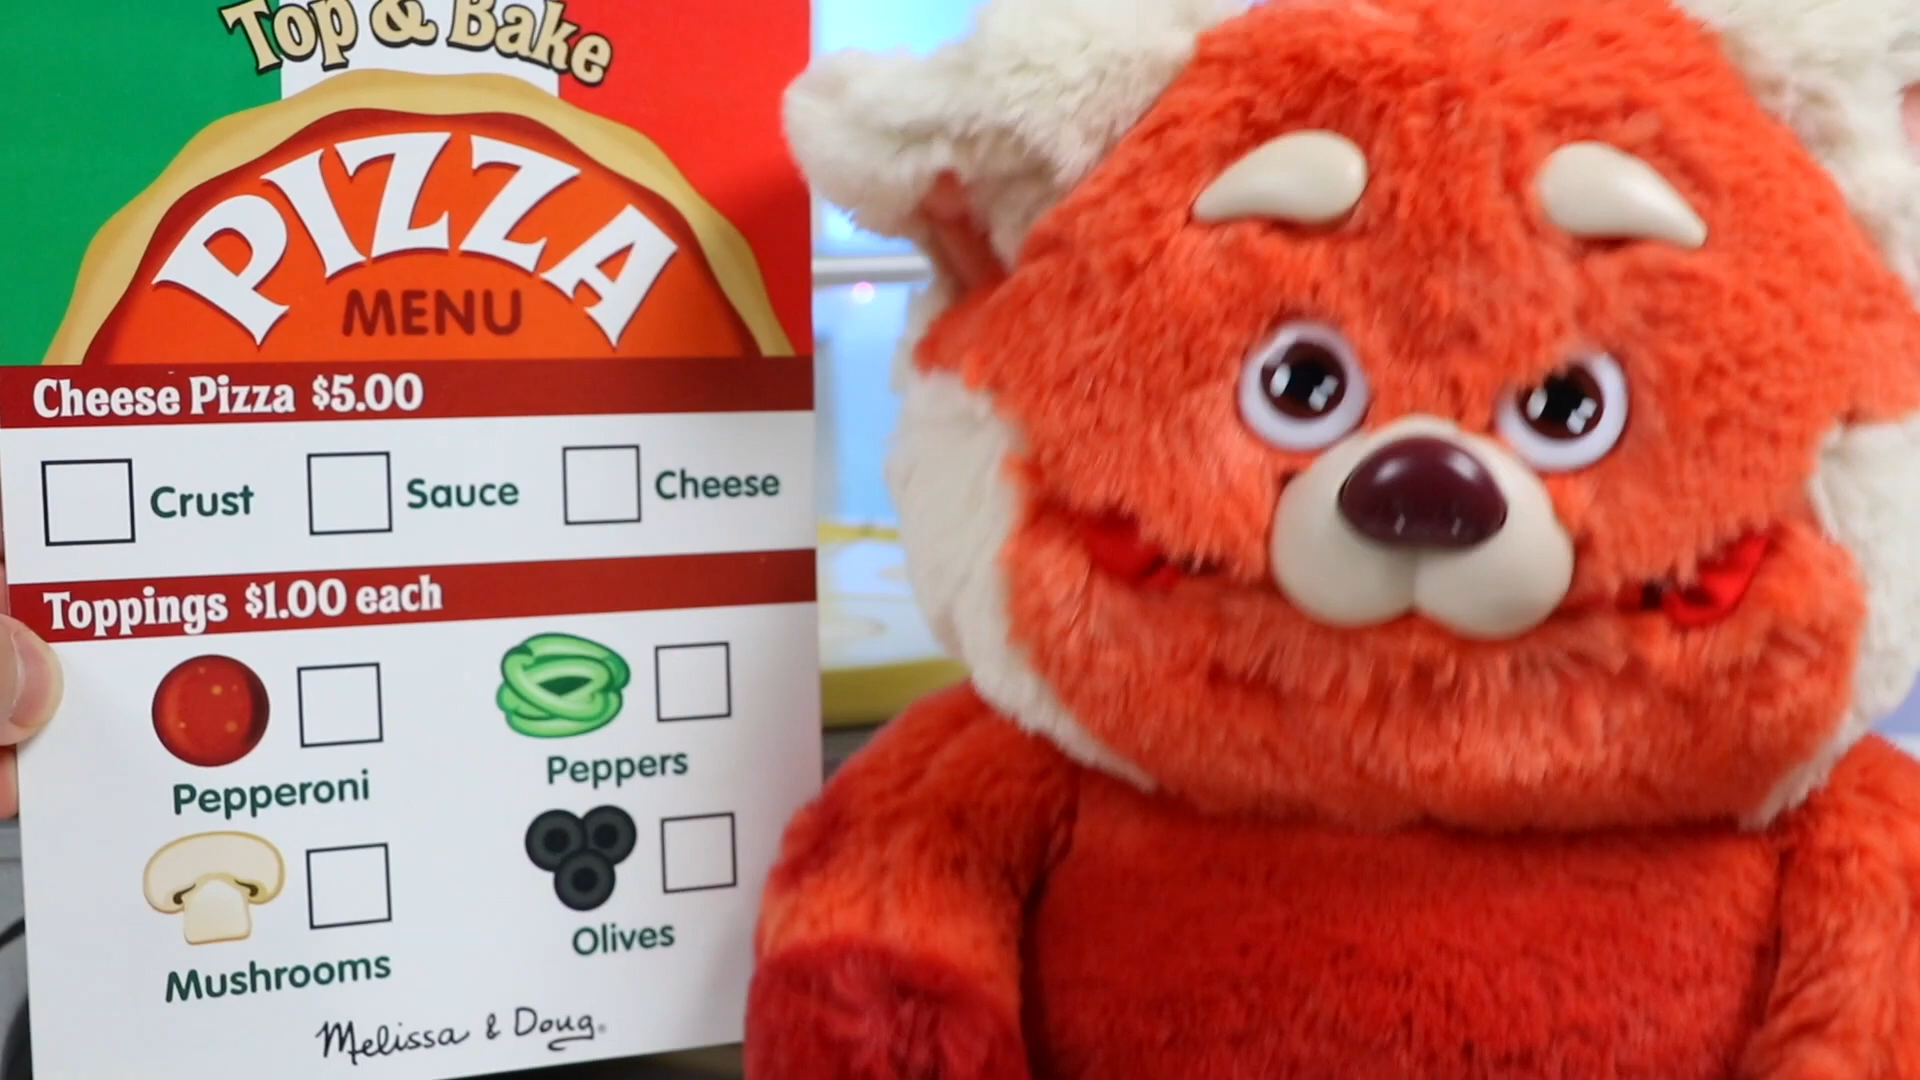 Top & Bake
PIZZA
MENU
Cheese Pizza $5.00
Crust Sauce Cheese
Toppings $1.00 each
Pepperoni Peppers
Mushrooms Olives
Melissa & Doug®